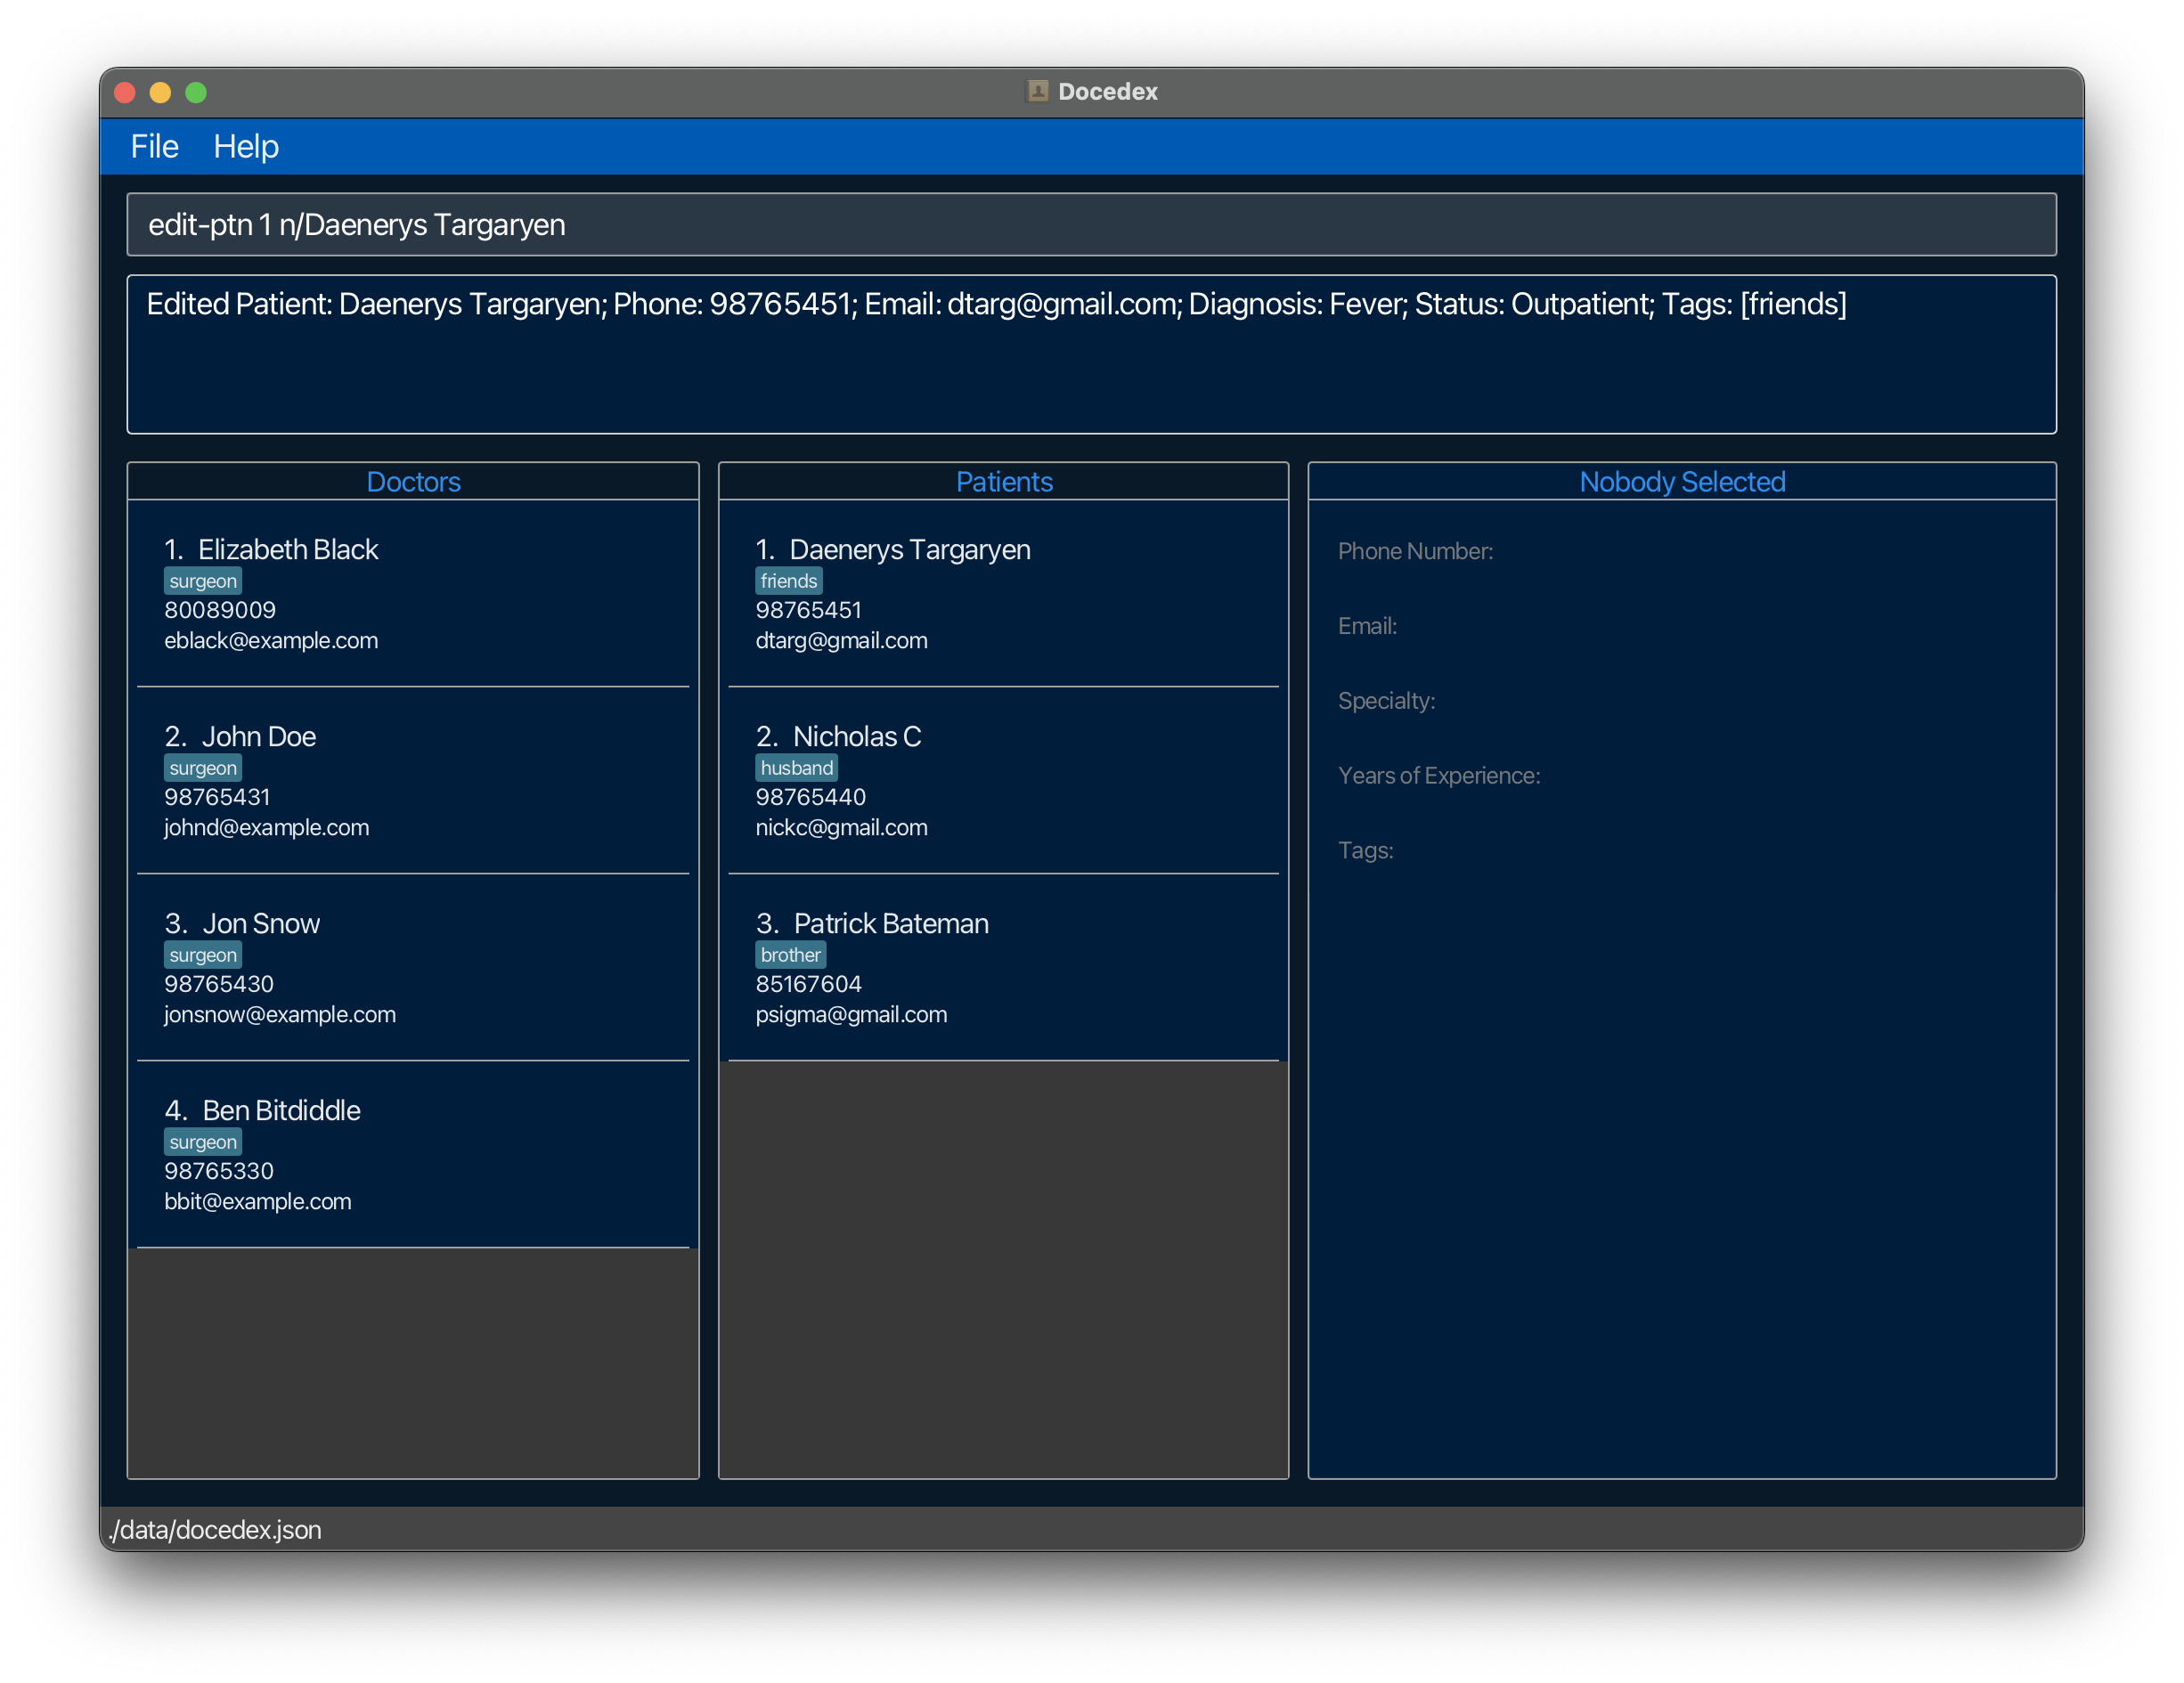 Docedex
File Help
edit-ptn 1 n/Daenerys Targaryen
Edited Patient: Daenerys Targaryen; Phone: 98765451; Email: dtarg@gmail.com; Diagnosis: Fever; Status: Outpatient; Tags: [friends]
Doctors
1. Elizabeth Black
surgeon
80089009
eblack@example.com
2. John Doe
surgeon
98765431
johnd@example.com
3. Jon Snow
surgeon
98765430
jonsnow@example.com
4. Ben Bitdiddle
surgeon
98765330
bbit@example.com
Patients
1. Daenerys Targaryen
friends
98765451
dtarg@gmail.com
2. Nicholas C
husband
98765440
nickc@gmail.com
3. Patrick Bateman
brother
85167604
psigma@gmail.com
Nobody Selected
Phone Number:
Email:
Specialty:
Years of Experience:
Tags:
./data/docedex.json